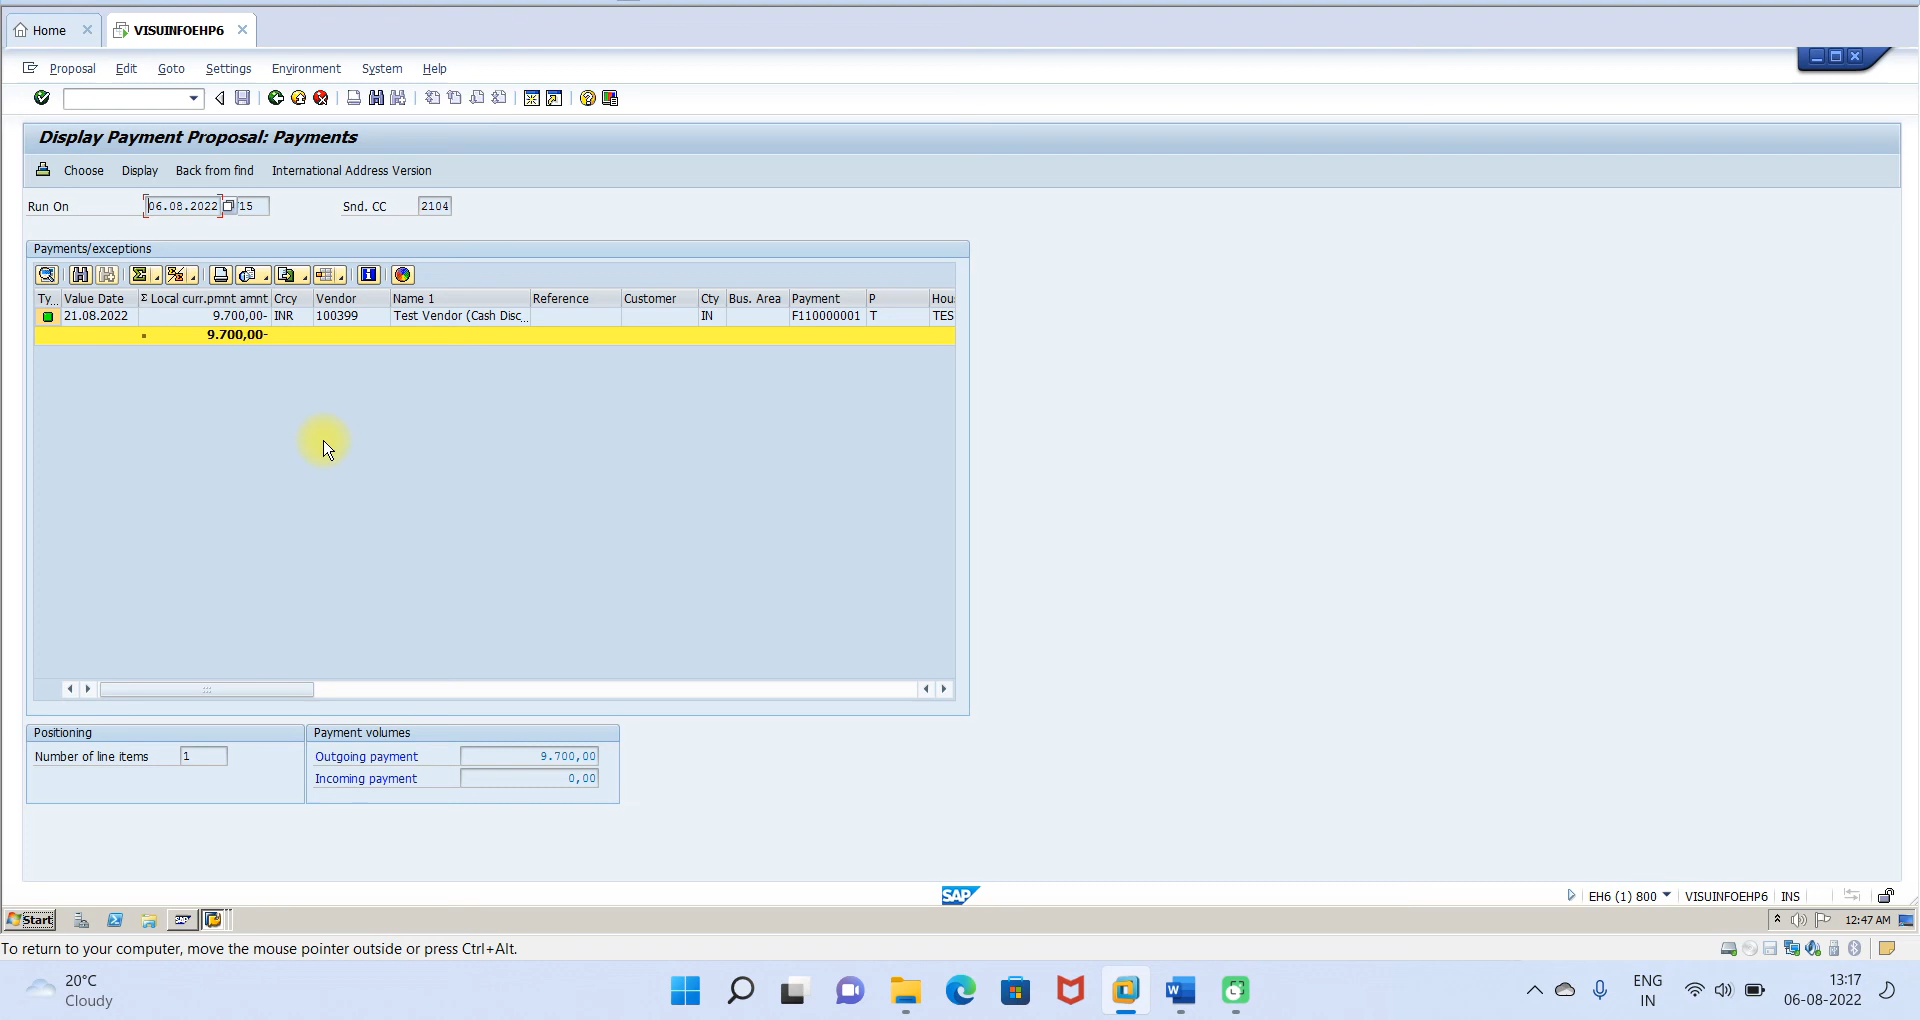 Home
VISUINFOEHP6
Proposal Edit Goto Settings Environment System Help
Display Payment Proposal: Payments
Choose Display Back from find International Address Version
Run On 06.08.2022 15 Snd. CC 2104
Payments/exceptions
Ty... Value Date Σ Local curr.pmnt amnt Crcy Vendor Name 1 Reference Customer Cty Bus. Area Payment P Hou
21.08.2022 9.700,00- INR 100399 Test Vendor (Cash Disc... IN F110000001 T TES
9.700,00-
Positioning
Number of line items 1
Payment volumes
Outgoing payment 9.700,00
Incoming payment 0,00
SAP
EH6 (1) 800 VISUINFOEHP6 INS
Start
12:47 AM
To return to your computer, move the mouse pointer outside or press Ctrl+Alt.
20°C
Cloudy
ENG
IN
13:17
06-08-2022